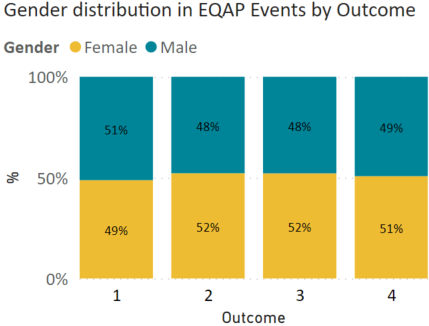 Gender distribution in EQAP Events by Outcome
Gender Female Male
100%
51% 48% 48% 49%
50%
%
49% 52% 52% 51%
0%
1 2 3 4
Outcome